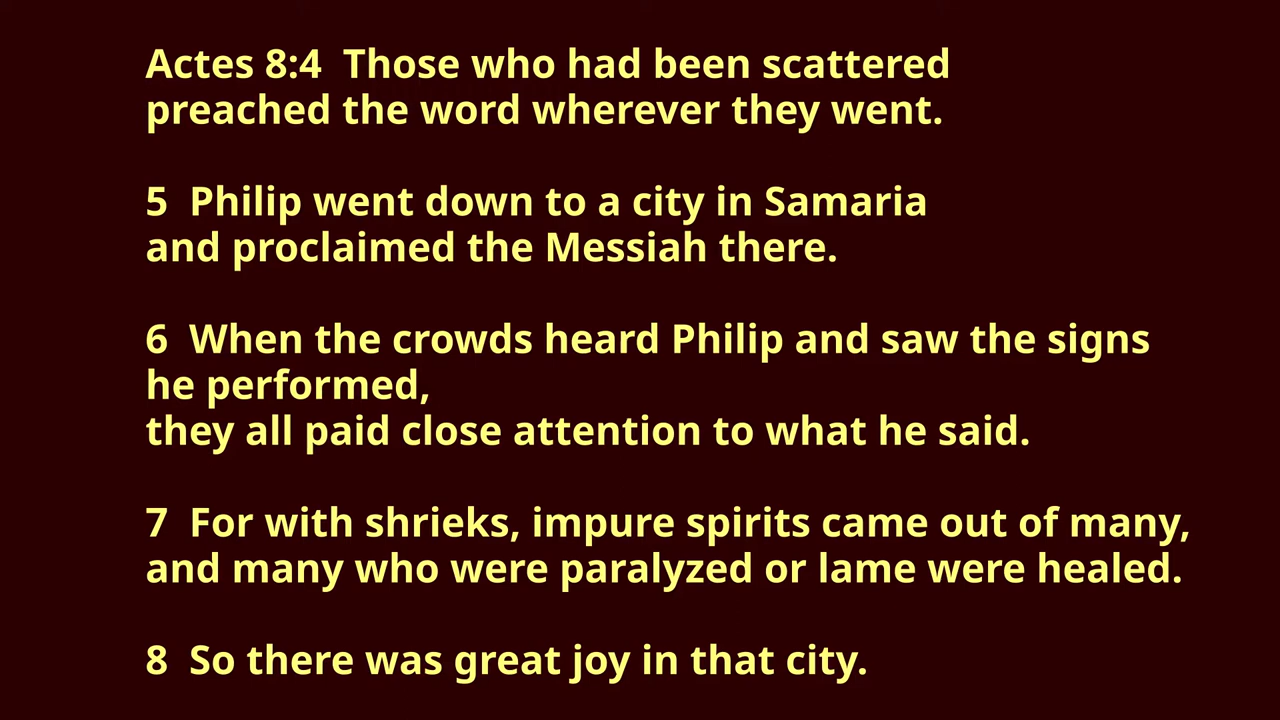 Actes 8:4  Those who had been scattered
preached the word wherever they went.
5  Philip went down to a city in Samaria
and proclaimed the Messiah there.
6  When the crowds heard Philip and saw the signs
he performed,
they all paid close attention to what he said.
7  For with shrieks, impure spirits came out of many,
and many who were paralyzed or lame were healed.
8  So there was great joy in that city.